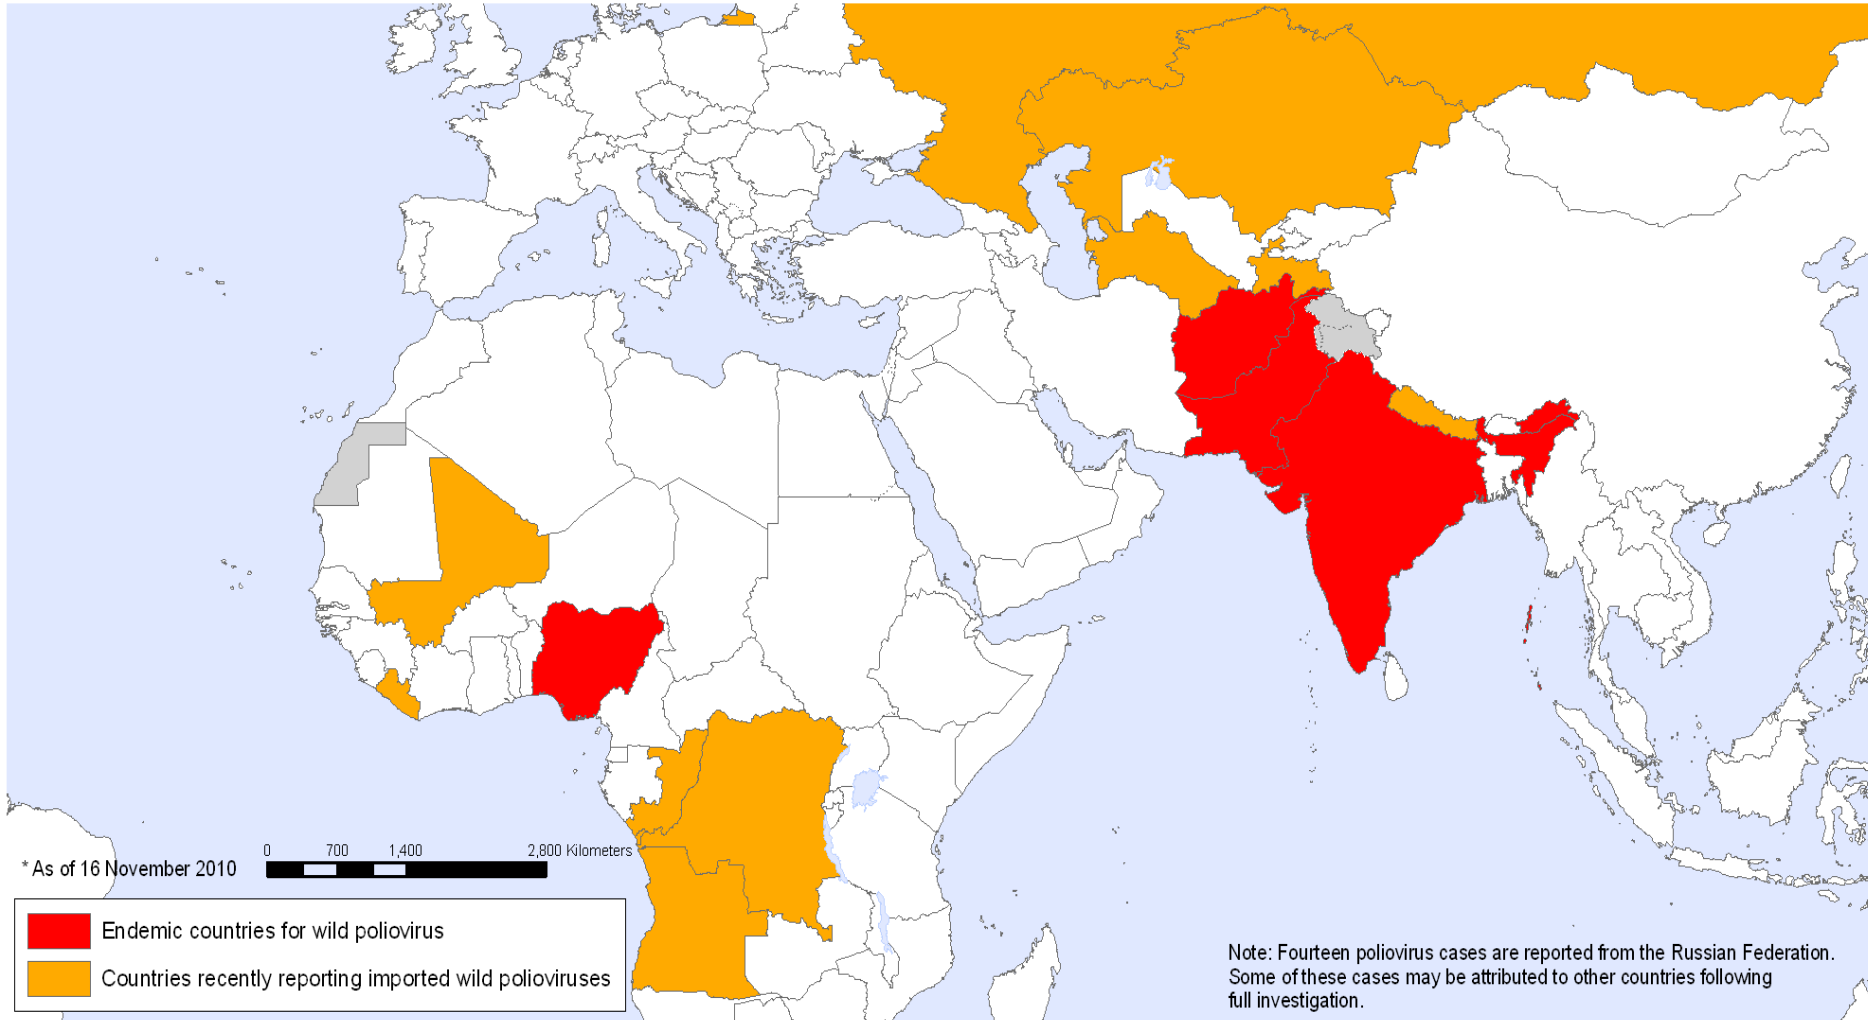 * As of 16 November 2010
0 700 1,400 2,800 Kilometers
Endemic countries for wild poliovirus
Countries recently reporting imported wild polioviruses
Note: Fourteen poliovirus cases are reported from the Russian Federation.
Some of these cases may be attributed to other countries following
full investigation.